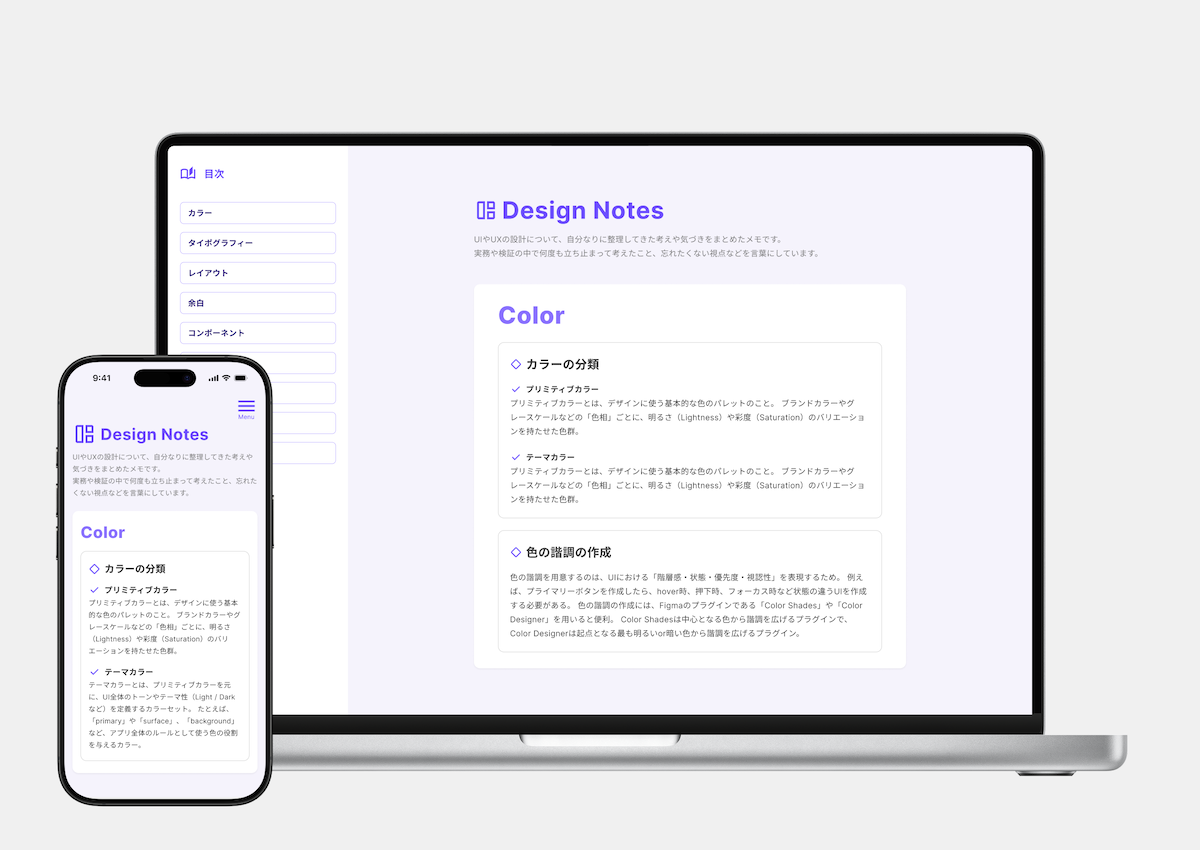 目次
カラー
タイポグラフィー
レイアウト
余白
コンポーネント
Design Notes
UIやUXの設計について、自分なりに整理してきた考えや気づきをまとめたメモです。
実務や検証の中で何度も立ち止まって考えたこと、忘れたくない視点などを言葉にしています。
Color
カラーの分類
プリミティブカラー
プリミティブカラーとは、デザインに使う基本的な色のパレットのこと。 ブランドカラーやグ
レースケールなどの「色相」ごとに、明るさ（Lightness）や彩度（Saturation）のバリエーショ
ンを持たせた色群。
テーマカラー
プリミティブカラーとは、デザインに使う基本的な色のパレットのこと。 ブランドカラーやグ
レースケールなどの「色相」ごとに、明るさ（Lightness）や彩度（Saturation）のバリエーショ
ンを持たせた色群。
色の諧調の作成
色の諧調を用意するのは、UIにおける「階層感・状態・優先度・視認性」を表現するため。 例え
ば、プライマリーボタンを作成したら、hover時、押下時、フォーカス時など状態の違うUIを作成
する必要がある。 色の諧調の作成には、Figmaのプラグインである「Color Shades」や「Color
Designer」を用いると便利。 Color Shadesは中心となる色から諧調を広げるプラグインで、
Color Designerは起点となる最も明るいor暗い色から諧調を広げるプラグイン。
9:41
Menu
Design Notes
UIやUXの設計について、自分なりに整理してきた考えや
気づきをまとめたメモです。
実務や検証の中で何度も立ち止まって考えたこと、忘れた
くない視点などを言葉にしています。
Color
カラーの分類
プリミティブカラー
プリミティブカラーとは、デザインに使う基本
的な色のパレットのこと。 ブランドカラーやグ
レースケールなどの「色相」ごとに、明るさ
（Lightness）や彩度（Saturation）のバリ
エーションを持たせた色群。
テーマカラー
テーマカラーとは、プリミティブカラーを元
に、UI全体のトーンやテーマ性（Light / Dark
など）を定義するカラーセット。 たとえば、
「primary」や「surface」、「background」
など、アプリ全体のルールとして使う色の役割
を与えるカラー。